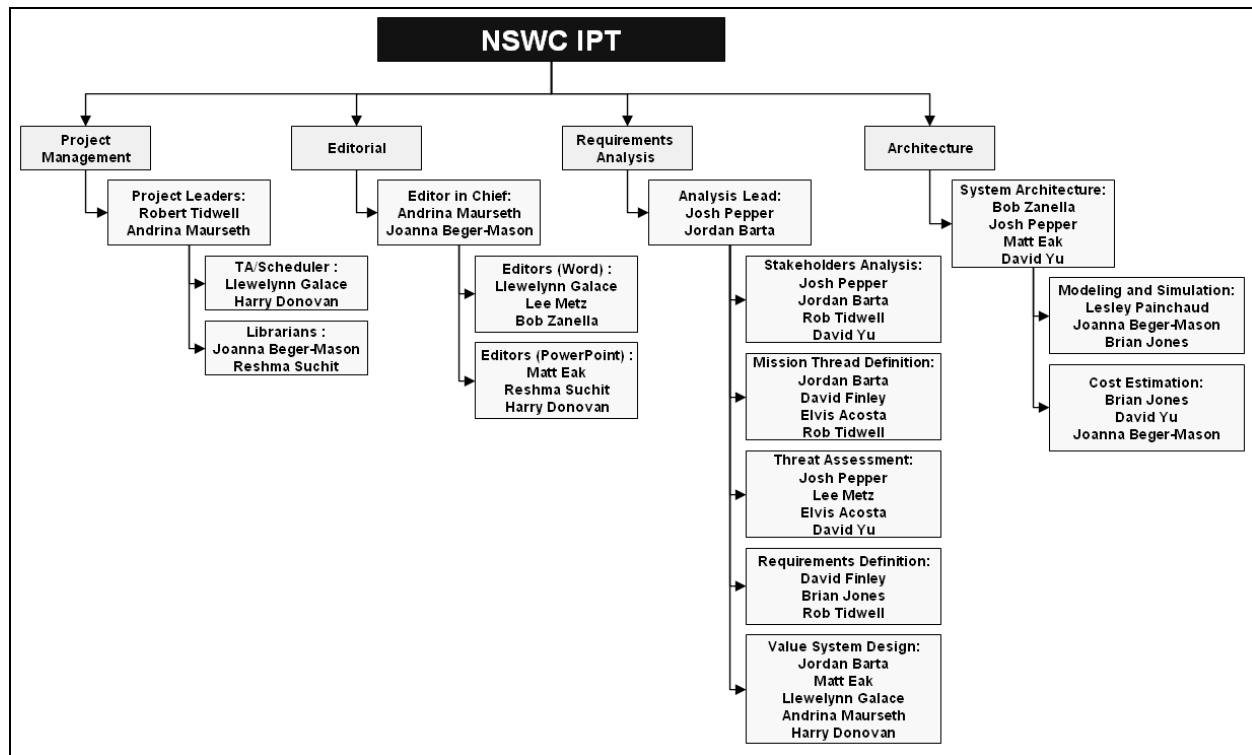 NSWC IPT
Project
Management
Project Leaders:
Robert Tidwell
Andrina Maurseth
TA/Scheduler :
Llewelynn Galace
Harry Donovan
Librarians :
Joanna Beger-Mason
Reshma Suchit
Editorial
Editor in Chief:
Andrina Maurseth
Joanna Beger-Mason
Editors (Word) :
Llewelynn Galace
Lee Metz
Bob Zanella
Editors (PowerPoint) :
Matt Eak
Reshma Suchit
Harry Donovan
Requirements
Analysis
Analysis Lead:
Josh Pepper
Jordan Barta
Stakeholders Analysis:
Josh Pepper
Jordan Barta
Rob Tidwell
David Yu
Mission Thread Definition:
Jordan Barta
David Finley
Elvis Acosta
Rob Tidwell
Threat Assessment:
Josh Pepper
Lee Metz
Elvis Acosta
David Yu
Requirements Definition:
David Finley
Brian Jones
Rob Tidwell
Value System Design:
Jordan Barta
Matt Eak
Llewelynn Galace
Andrina Maurseth
Harry Donovan
Architecture
System Architecture:
Bob Zanella
Josh Pepper
Matt Eak
David Yu
Modeling and Simulation:
Lesley Painchaud
Joanna Beger-Mason
Brian Jones
Cost Estimation:
Brian Jones
David Yu
Joanna Beger-Mason